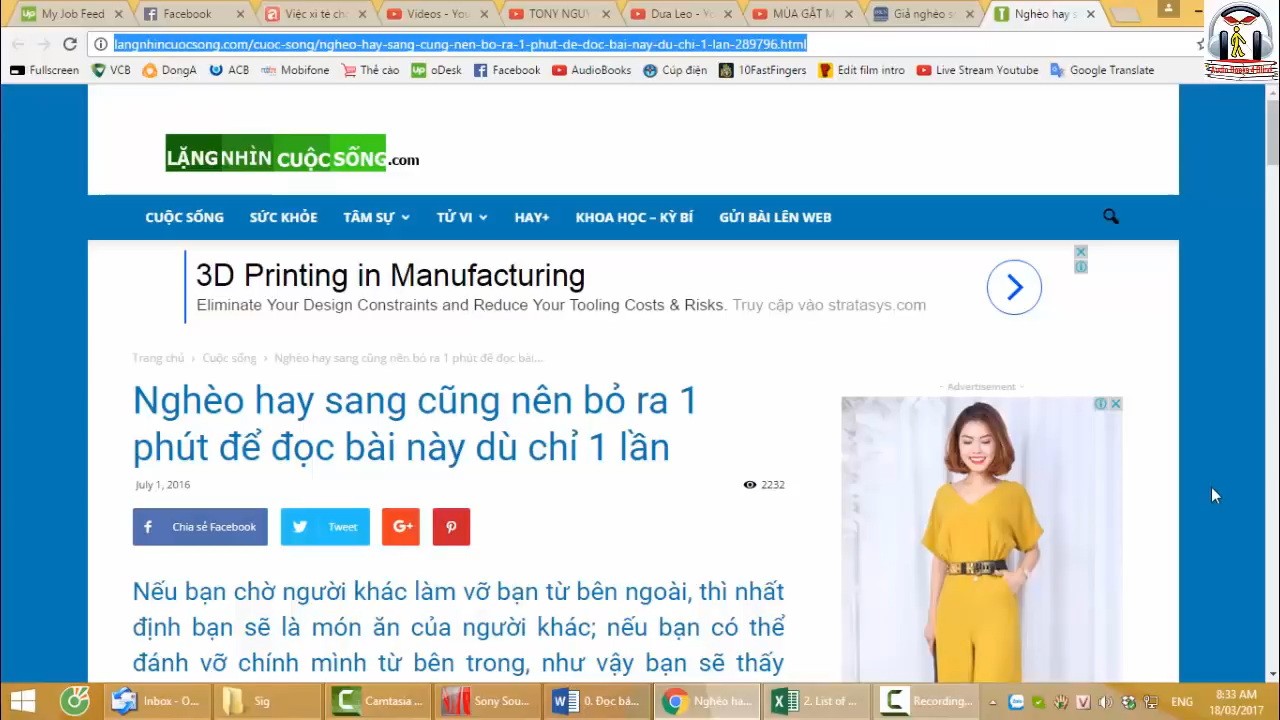 My Job Feed
Facebook
Việc xi tê ch
Videos - You
TONY NGUY
Dưa Leo - Y
MÙA GẶT M
Giả nghèo s
Nghèo hay s
langnhincuocsong.com/cuoc-song/ngheo-hay-sang-cung-nen-bo-ra-1-phut-de-doc-bai-nay-du-chi-1-lan-289796.html
Fullscreen
VCB
DongA
ACB
Mobifone
Thẻ cào
oDesk
Facebook
AudioBooks
Cúp điện
10FastFingers
Edit film intro
Live Stream Youtube
Google Translate
LẶNG NHÌN CUỘC SỐNG.com
CUỘC SỐNG
SỨC KHỎE
TÂM SỰ
TỬ VI
HAY+
KHOA HỌC – KỲ BÍ
GỬI BÀI LÊN WEB
3D Printing in Manufacturing
Eliminate Your Design Constraints and Reduce Your Tooling Costs & Risks. Truy cập vào stratasys.com
Trang chủ › Cuộc sống › Nghèo hay sang cũng nên bỏ ra 1 phút để đọc bài...
- Advertisement -
Nghèo hay sang cũng nên bỏ ra 1
phút để đọc bài này dù chỉ 1 lần
July 1, 2016
2232
Chia sẻ Facebook
Tweet
G+
Nếu bạn chờ người khác làm vỡ bạn từ bên ngoài, thì nhất
định bạn sẽ là món ăn của người khác; nếu bạn có thể
đánh vỡ chính mình từ bên trong, như vậy bạn sẽ thấy
Inbox - O...
Sig
Camtasia ...
Sony Sou...
0. Đọc bá...
Nghèo ha...
2. List of ...
Recording...
ENG
8:33 AM
18/03/2017